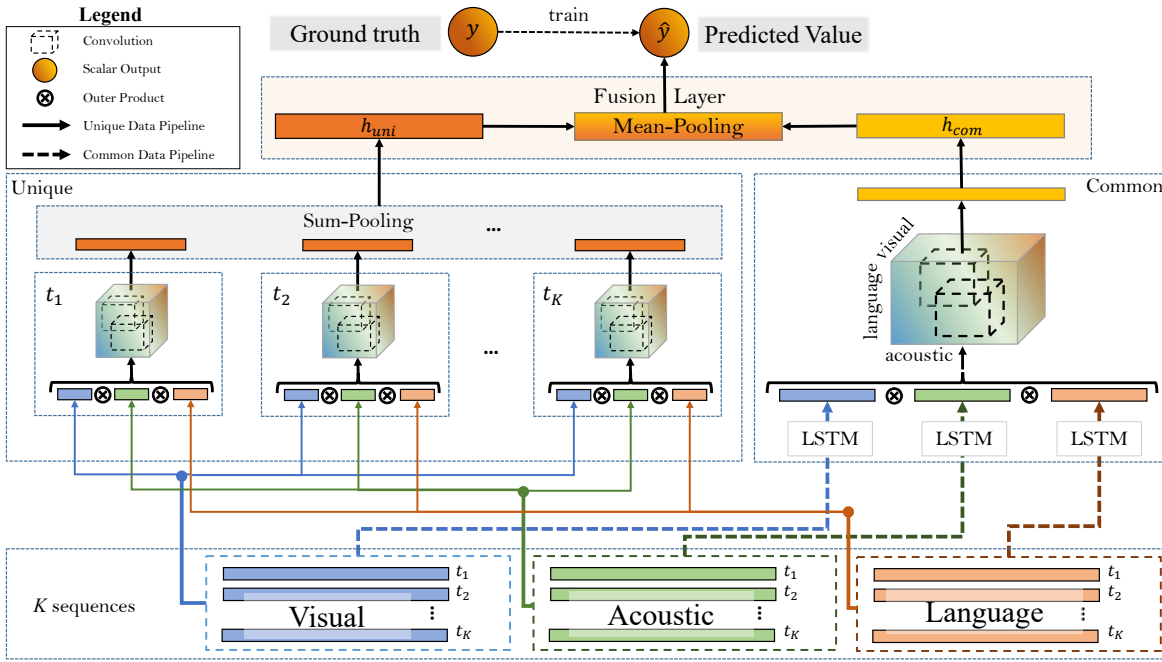 Legend
Convolution
Scalar Output
Outer Product
Unique Data Pipeline
Common Data Pipeline
Ground truth
y
train
ŷ
Predicted Value
Fusion Layer
h_uni
Mean-Pooling
h_com
Unique
Common
Sum-Pooling
...
t_1
t_2
t_K
...
language
visual
acoustic
LSTM
LSTM
LSTM
K sequences
t_1
t_2
⋮
t_K
Visual
t_1
t_2
⋮
t_K
Acoustic
t_1
t_2
⋮
t_K
Language